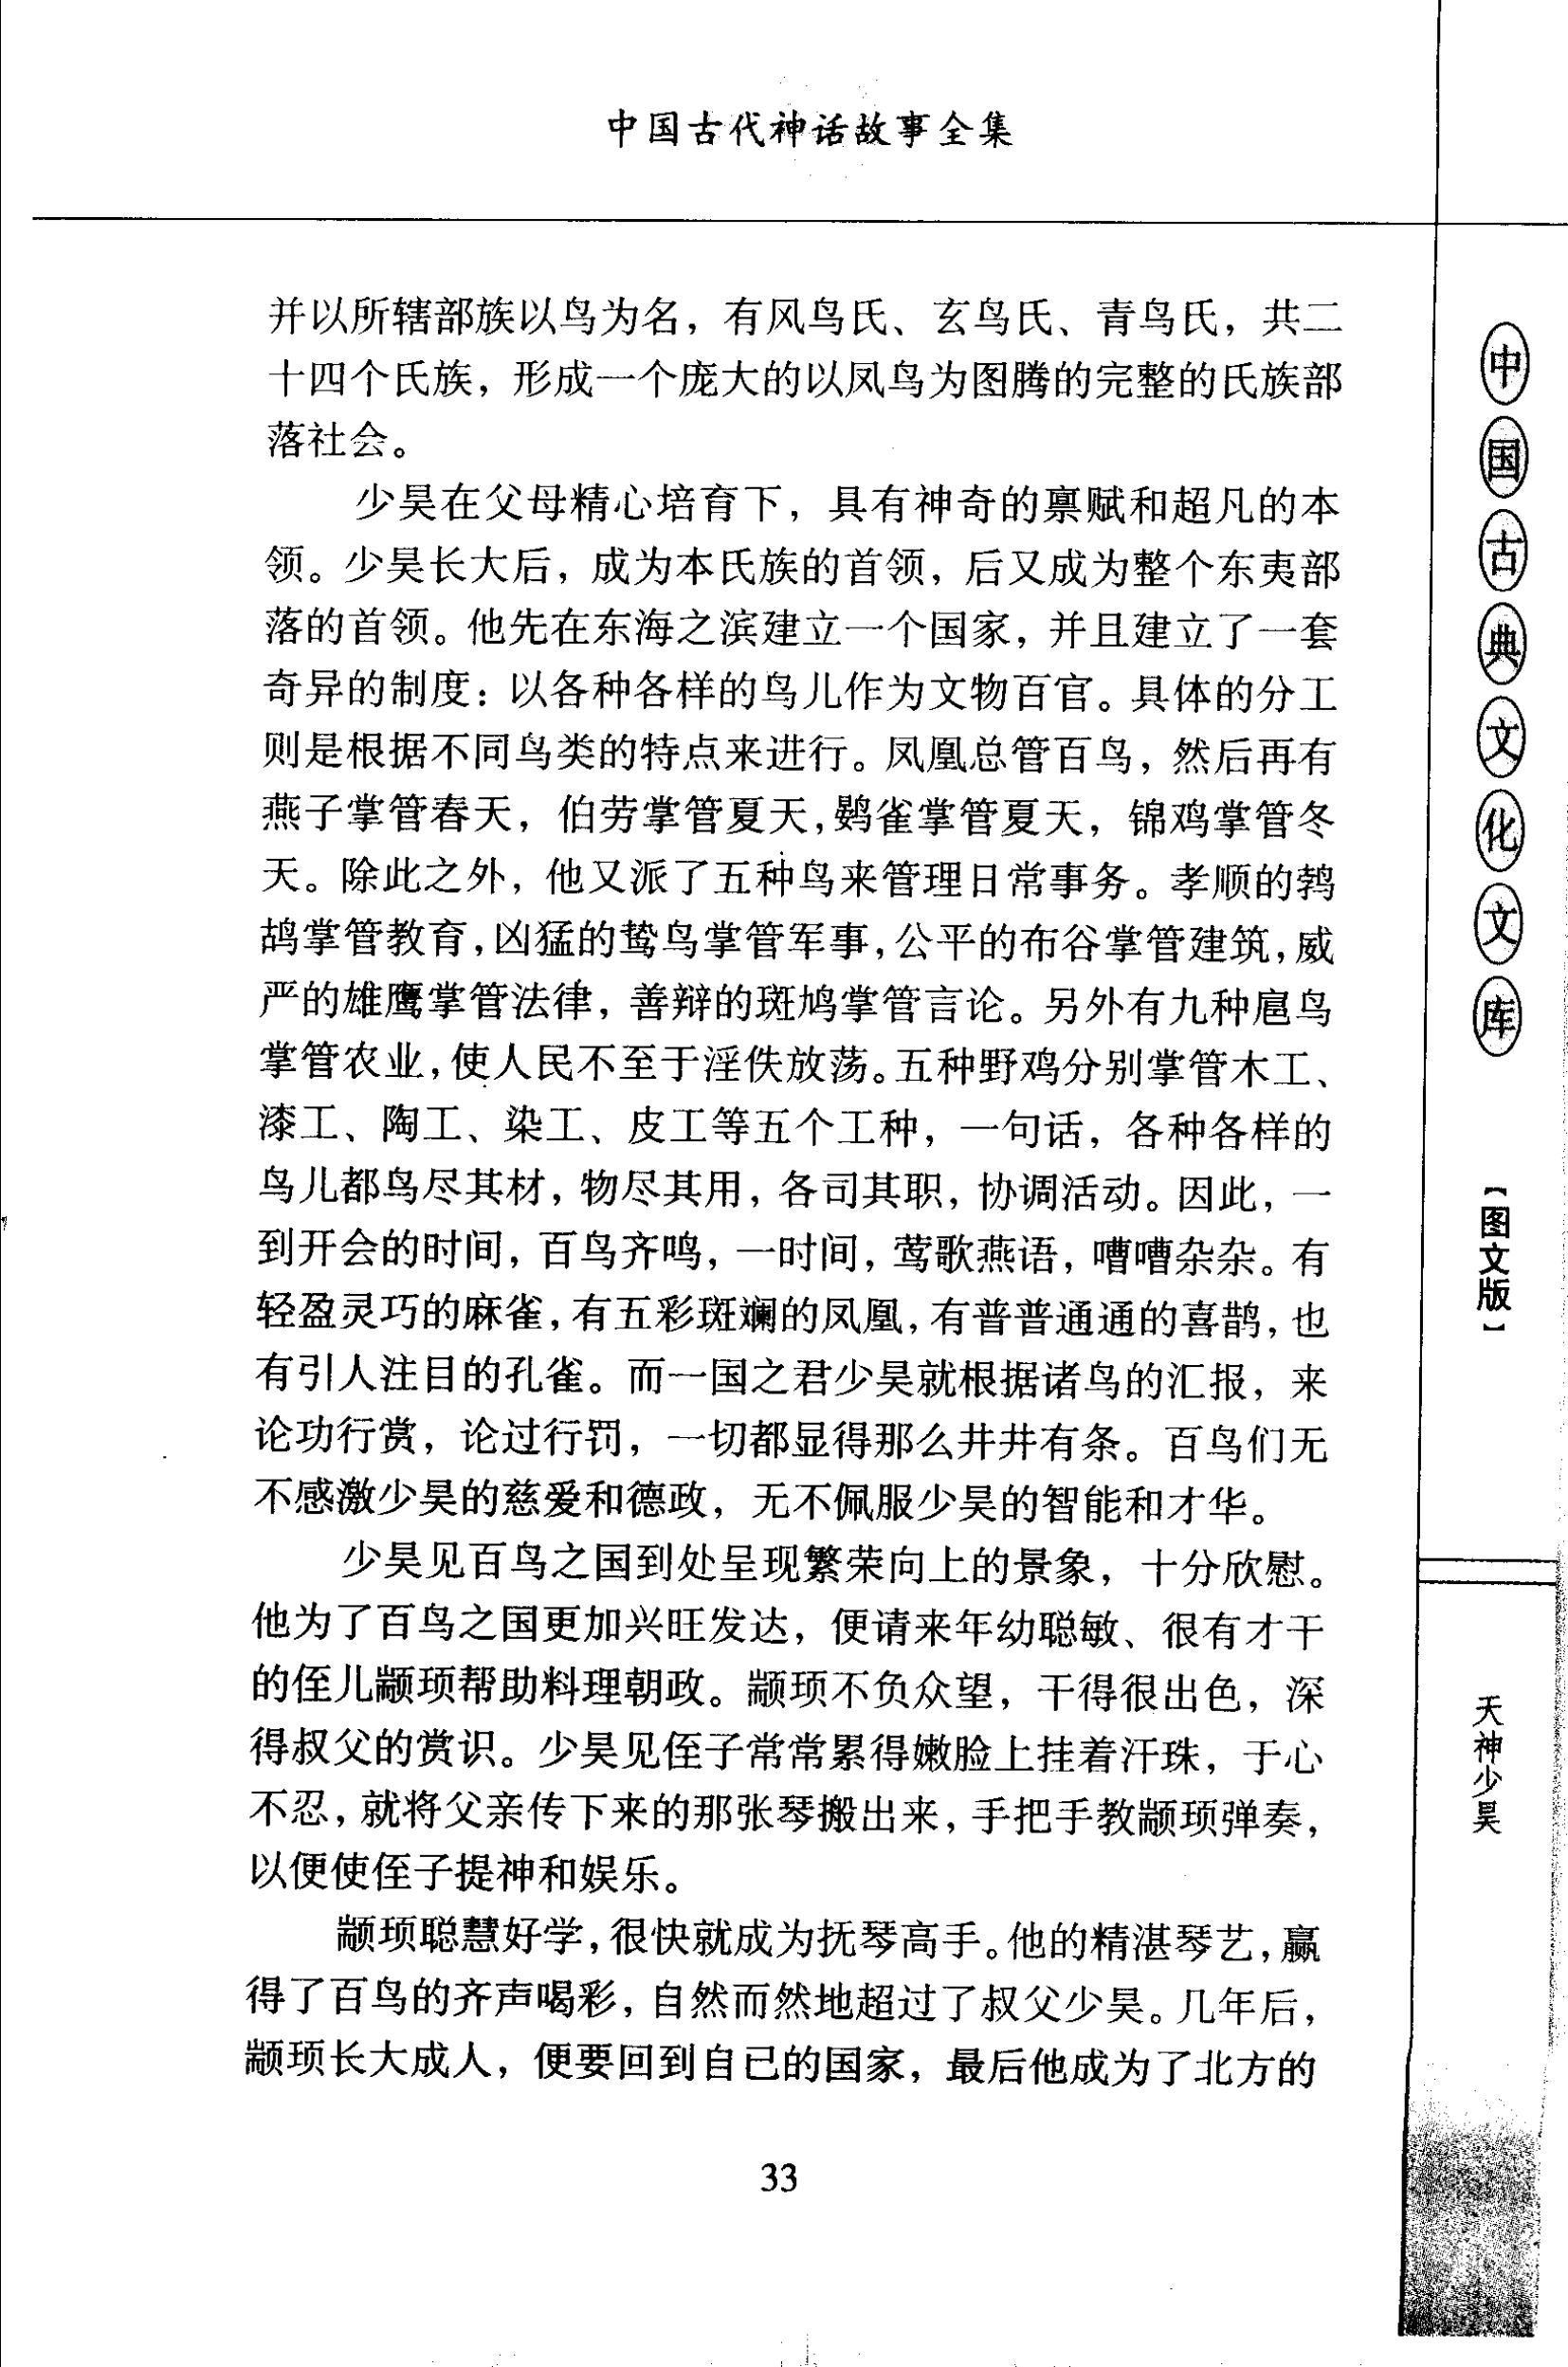 中国古代神话故事全集
并以所辖部族以鸟为名，有风鸟氏、玄鸟氏、青鸟氏，共二
十四个氏族，形成一个庞大的以凤鸟为图腾的完整的氏族部
落社会。
少昊在父母精心培育下，具有神奇的禀赋和超凡的本
领。少昊长大后，成为本氏族的首领，后又成为整个东夷部
落的首领。他先在东海之滨建立一个国家，并且建立了一套
奇异的制度：以各种各样的鸟儿作为文物百官。具体的分工
则是根据不同鸟类的特点来进行。凤凰总管百鸟，然后再有
燕子掌管春天，伯劳掌管夏天，鹦雀掌管夏天，锦鸡掌管冬
天。除此之外，他又派了五种鸟来管理日常事务。孝顺的鹁
鸪掌管教育，凶猛的鸷鸟掌管军事，公平的布谷掌管建筑，威
严的雄鹰掌管法律，善辩的斑鸠掌管言论。另外有九种扈鸟
掌管农业，使人民不至于淫佚放荡。五种野鸡分别掌管木工、
漆工、陶工、染工、皮工等五个工种，一句话，各种各样的
鸟儿都鸟尽其材，物尽其用，各司其职，协调活动。因此，一
到开会的时间，百鸟齐鸣，一时间，莺歌燕语，嘈嘈杂杂。有
轻盈灵巧的麻雀，有五彩斑斓的凤凰，有普普通通的喜鹊，也
有引人注目的孔雀。而一国之君少昊就根据诸鸟的汇报，来
论功行赏，论过行罚，一切都显得那么井井有条。百鸟们无
不感激少昊的慈爱和德政，无不佩服少昊的智能和才华。
少昊见百鸟之国到处呈现繁荣向上的景象，十分欣慰。
他为了百鸟之国更加兴旺发达，便请来年幼聪敏、很有才干
的侄儿颛顼帮助料理朝政。颛顼不负众望，干得很出色，深
得叔父的赏识。少昊见侄子常常累得嫩脸上挂着汗珠，于心
不忍，就将父亲传下来的那张琴搬出来，手把手教颛顼弹奏，
以便使侄子提神和娱乐。
颛顼聪慧好学，很快就成为抚琴高手。他的精湛琴艺，赢
得了百鸟的齐声喝彩，自然而然地超过了叔父少昊。几年后，
颛顼长大成人，便要回到自已的国家，最后他成为了北方的
33
中国古典文化文库
【图文版】
天神少昊